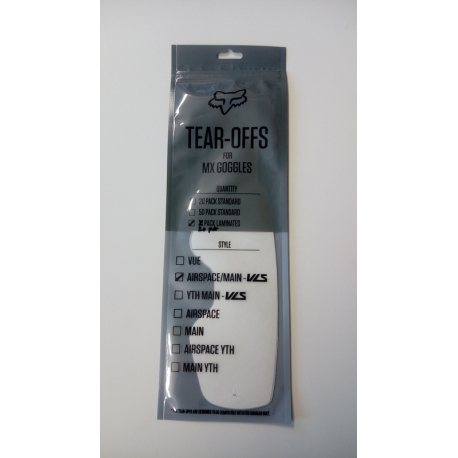 TEAR-OFFS
FOR
MX GOGGLES
QUANTITY
20 PACK STANDARD
50 PACK STANDARD
PACK LAMINATES
STYLE
VUE
AIRSPACE/MAIN - VLS
YTH MAIN - VLS
AIRSPACE
MAIN
AIRSPACE YTH
MAIN YTH